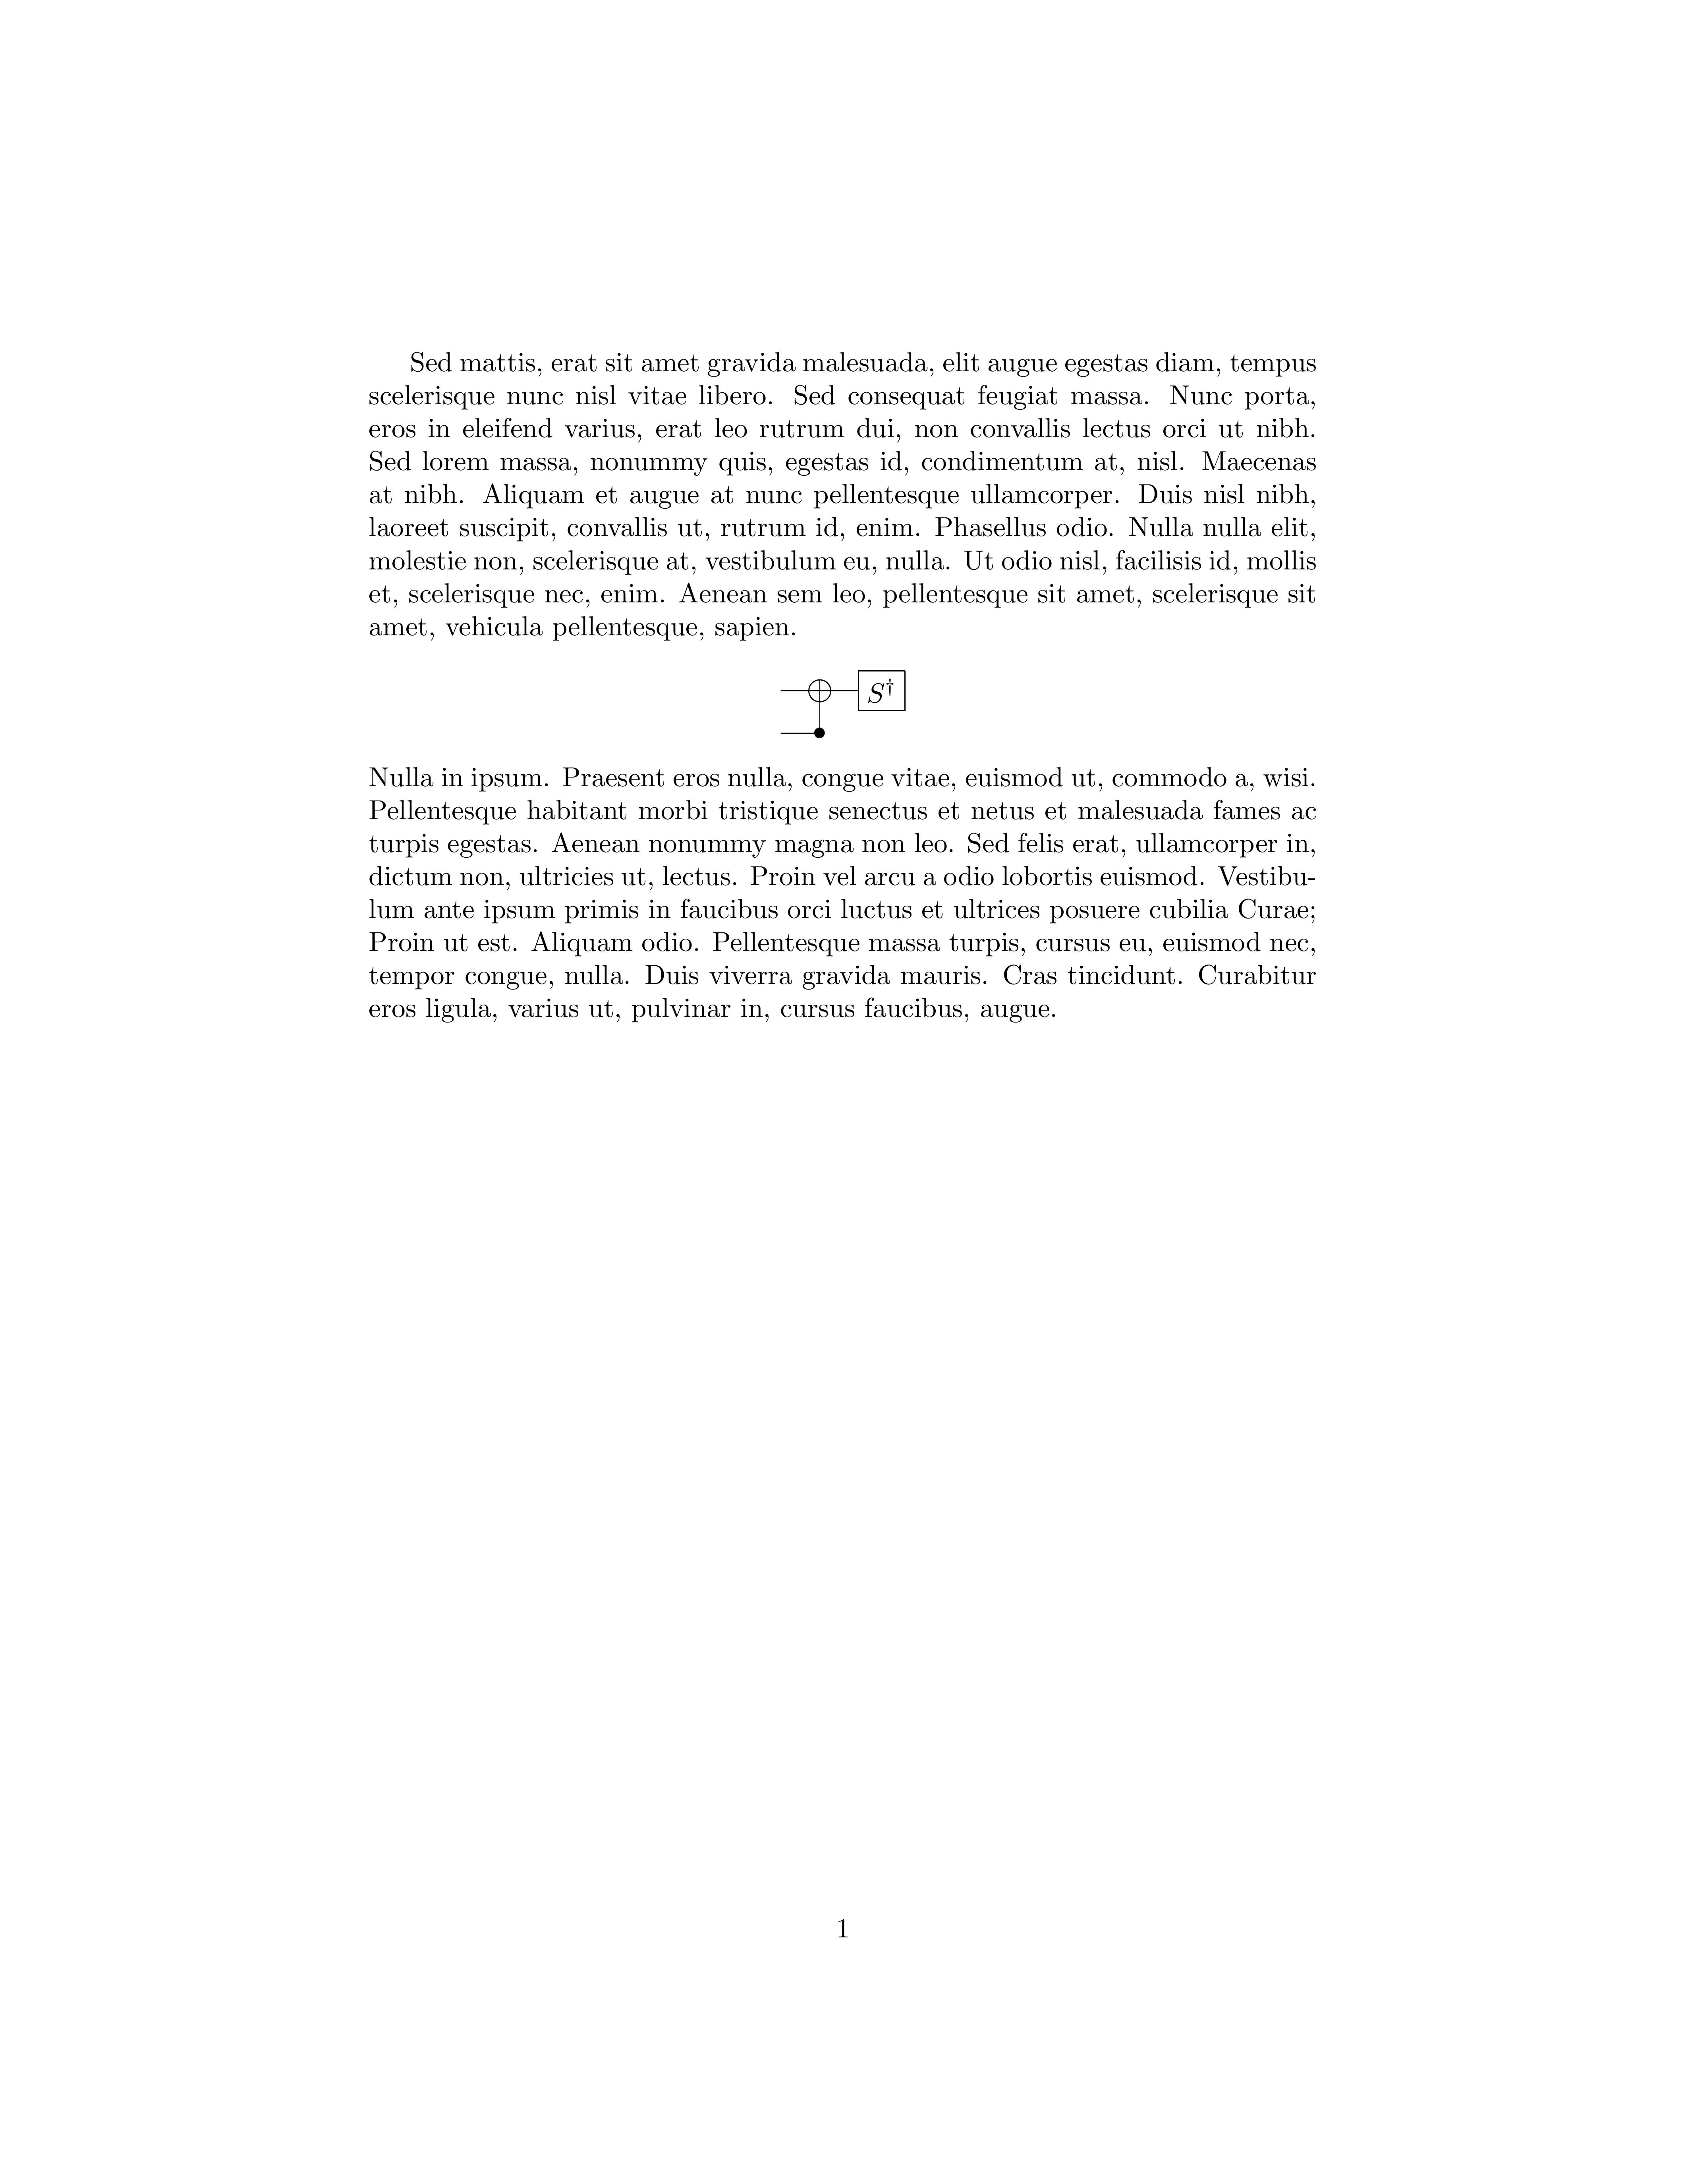 Sed mattis, erat sit amet gravida malesuada, elit augue egestas diam, tempus
scelerisque nunc nisl vitae libero. Sed consequat feugiat massa. Nunc porta,
eros in eleifend varius, erat leo rutrum dui, non convallis lectus orci ut nibh.
Sed lorem massa, nonummy quis, egestas id, condimentum at, nisl. Maecenas
at nibh. Aliquam et augue at nunc pellentesque ullamcorper. Duis nisl nibh,
laoreet suscipit, convallis ut, rutrum id, enim. Phasellus odio. Nulla nulla elit,
molestie non, scelerisque at, vestibulum eu, nulla. Ut odio nisl, facilisis id, mollis
et, scelerisque nec, enim. Aenean sem leo, pellentesque sit amet, scelerisque sit
amet, vehicula pellentesque, sapien.
S†
Nulla in ipsum. Praesent eros nulla, congue vitae, euismod ut, commodo a, wisi.
Pellentesque habitant morbi tristique senectus et netus et malesuada fames ac
turpis egestas. Aenean nonummy magna non leo. Sed felis erat, ullamcorper in,
dictum non, ultricies ut, lectus. Proin vel arcu a odio lobortis euismod. Vestibu-
lum ante ipsum primis in faucibus orci luctus et ultrices posuere cubilia Curae;
Proin ut est. Aliquam odio. Pellentesque massa turpis, cursus eu, euismod nec,
tempor congue, nulla. Duis viverra gravida mauris. Cras tincidunt. Curabitur
eros ligula, varius ut, pulvinar in, cursus faucibus, augue.
1